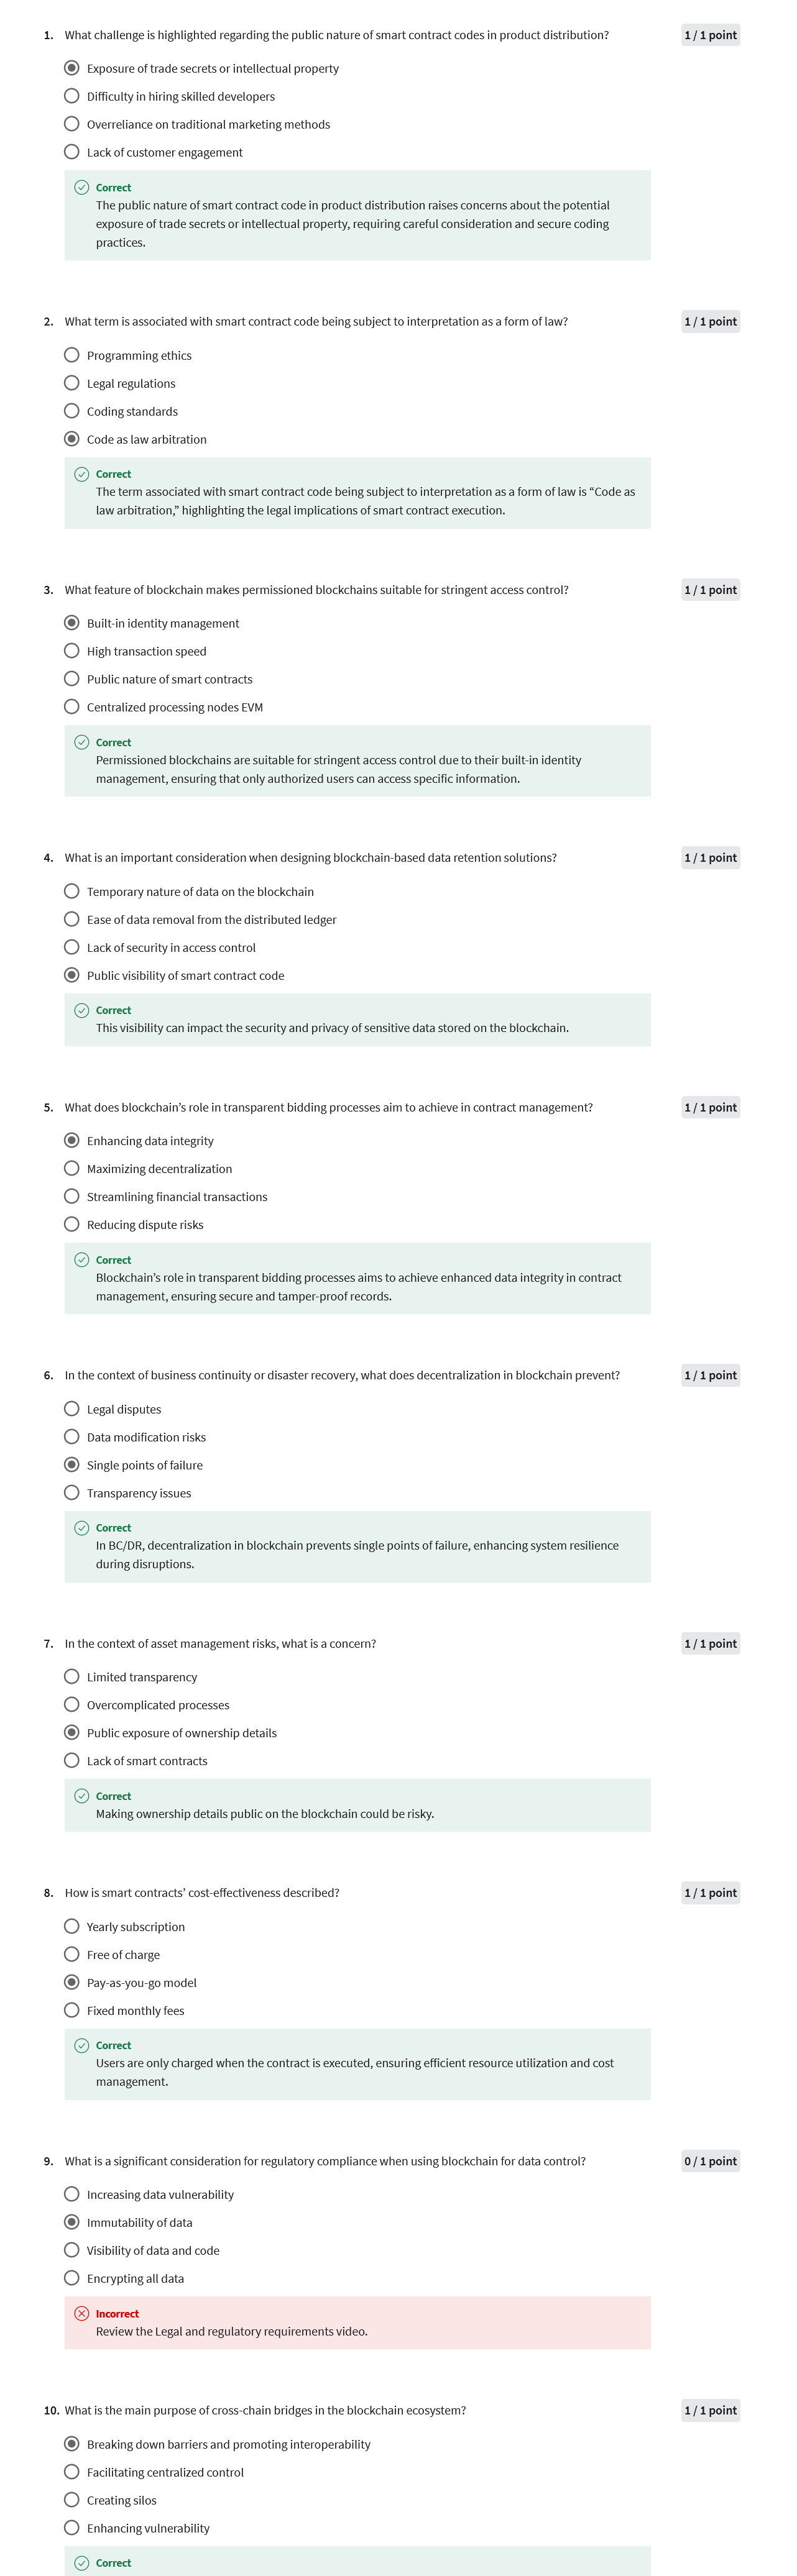 1. What challenge is highlighted regarding the public nature of smart contract codes in product distribution? 1 / 1 point
Exposure of trade secrets or intellectual property
Difficulty in hiring skilled developers
Overreliance on traditional marketing methods
Lack of customer engagement
Correct
The public nature of smart contract code in product distribution raises concerns about the potential
exposure of trade secrets or intellectual property, requiring careful consideration and secure coding
practices.
2. What term is associated with smart contract code being subject to interpretation as a form of law? 1 / 1 point
Programming ethics
Legal regulations
Coding standards
Code as law arbitration
Correct
The term associated with smart contract code being subject to interpretation as a form of law is “Code as
law arbitration,” highlighting the legal implications of smart contract execution.
3. What feature of blockchain makes permissioned blockchains suitable for stringent access control? 1 / 1 point
Built-in identity management
High transaction speed
Public nature of smart contracts
Centralized processing nodes EVM
Correct
Permissioned blockchains are suitable for stringent access control due to their built-in identity
management, ensuring that only authorized users can access specific information.
4. What is an important consideration when designing blockchain-based data retention solutions? 1 / 1 point
Temporary nature of data on the blockchain
Ease of data removal from the distributed ledger
Lack of security in access control
Public visibility of smart contract code
Correct
This visibility can impact the security and privacy of sensitive data stored on the blockchain.
5. What does blockchain’s role in transparent bidding processes aim to achieve in contract management? 1 / 1 point
Enhancing data integrity
Maximizing decentralization
Streamlining financial transactions
Reducing dispute risks
Correct
Blockchain’s role in transparent bidding processes aims to achieve enhanced data integrity in contract
management, ensuring secure and tamper-proof records.
6. In the context of business continuity or disaster recovery, what does decentralization in blockchain prevent? 1 / 1 point
Legal disputes
Data modification risks
Single points of failure
Transparency issues
Correct
In BC/DR, decentralization in blockchain prevents single points of failure, enhancing system resilience
during disruptions.
7. In the context of asset management risks, what is a concern? 1 / 1 point
Limited transparency
Overcomplicated processes
Public exposure of ownership details
Lack of smart contracts
Correct
Making ownership details public on the blockchain could be risky.
8. How is smart contracts’ cost-effectiveness described? 1 / 1 point
Yearly subscription
Free of charge
Pay-as-you-go model
Fixed monthly fees
Correct
Users are only charged when the contract is executed, ensuring efficient resource utilization and cost
management.
9. What is a significant consideration for regulatory compliance when using blockchain for data control? 0 / 1 point
Increasing data vulnerability
Immutability of data
Visibility of data and code
Encrypting all data
Incorrect
Review the Legal and regulatory requirements video.
10. What is the main purpose of cross-chain bridges in the blockchain ecosystem? 1 / 1 point
Breaking down barriers and promoting interoperability
Facilitating centralized control
Creating silos
Enhancing vulnerability
Correct